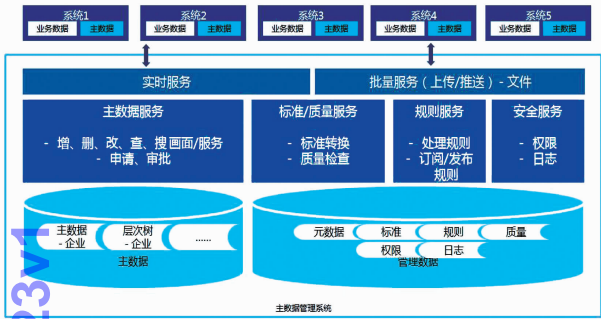 系统1
系统2
系统3
系统4
系统5
业务数据 主数据
业务数据 主数据
业务数据 主数据
业务数据 主数据
业务数据 主数据
实时服务
批量服务（上传/推送）- 文件
主数据服务
- 增、删、改、查、搜画面/服务
- 申请、审批
标准/质量服务
- 标准转换
- 质量检查
规则服务
- 处理规则
- 订阅/发布
规则
安全服务
- 权限
- 日志
主数据
- 企业
层次树
- 企业
......
主数据
元数据
标准
规则
质量
权限
日志
管理数据
主数据管理系统
23v1